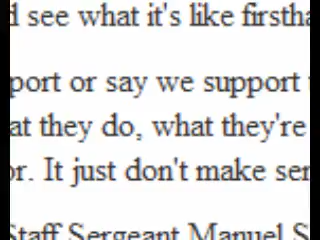 d see what it's like firstha
port or say we support
at they do, what they're
or. It just don't make ser
Staff Sergeant Manuel S